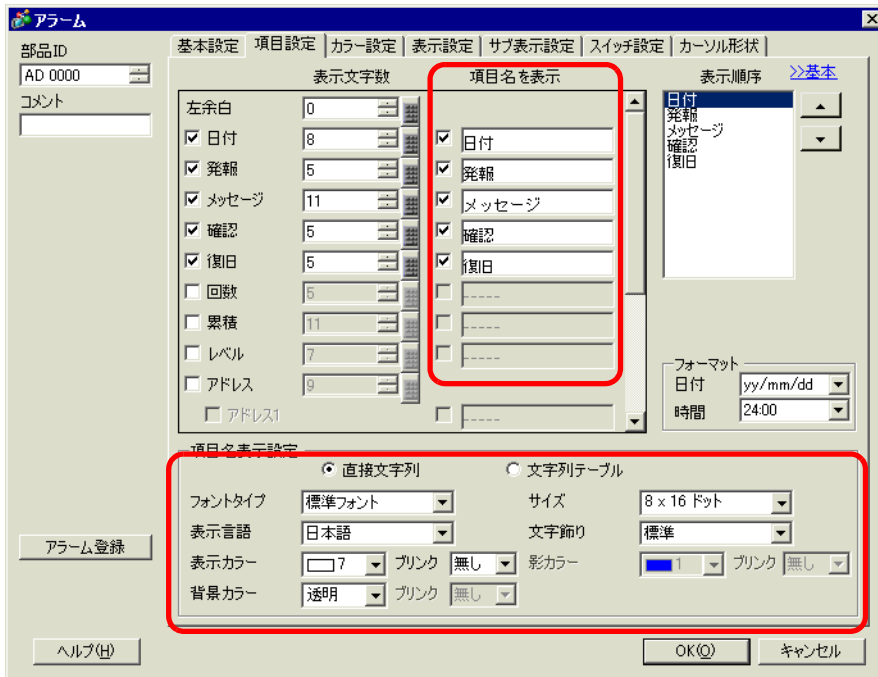 アラーム
部品ID
AD 0000
コメント
アラーム登録
ヘルプ(H)
基本設定 項目設定 カラー設定 表示設定 サブ表示設定 スイッチ設定 カーソル形状
表示文字数 項目名を表示 表示順序 >>基本
左余白 0
日付 8 日付
発報 5 発報
メッセージ 11 メッセージ
確認 5 確認
復旧 5 復旧
回数 5 -----
累積 11 -----
レベル 7 -----
アドレス 9
アドレス1 -----
日付
発報
メッセージ
確認
復旧
フォーマット
日付 yy/mm/dd
時間 24:00
項目名表示設定
直接文字列 文字列テーブル
フォントタイプ 標準フォント サイズ 8 x 16 ドット
表示言語 日本語 文字飾り 標準
表示カラー 7 ブリンク 無し 影カラー 1 ブリンク 無し
背景カラー 透明 ブリンク 無し
OK(O) キャンセル